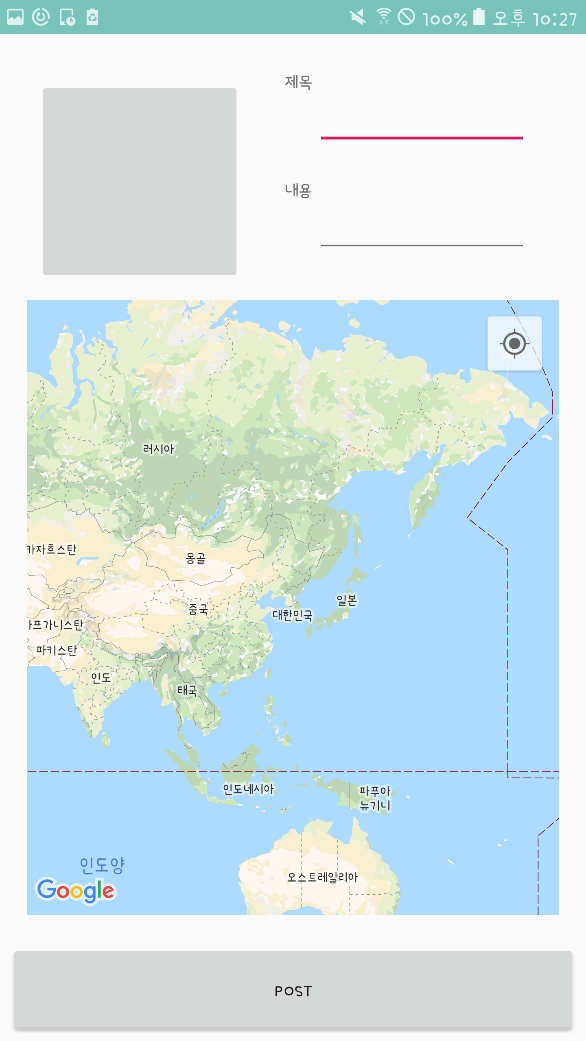 100% 오후 10:27
제목
내용
러시아
카자흐스탄
몽골
중국
일본
대한민국
아프가니스탄
파키스탄
인도
태국
인도네시아
파푸아
뉴기니
인도양
오스트레일리아
Google
POST